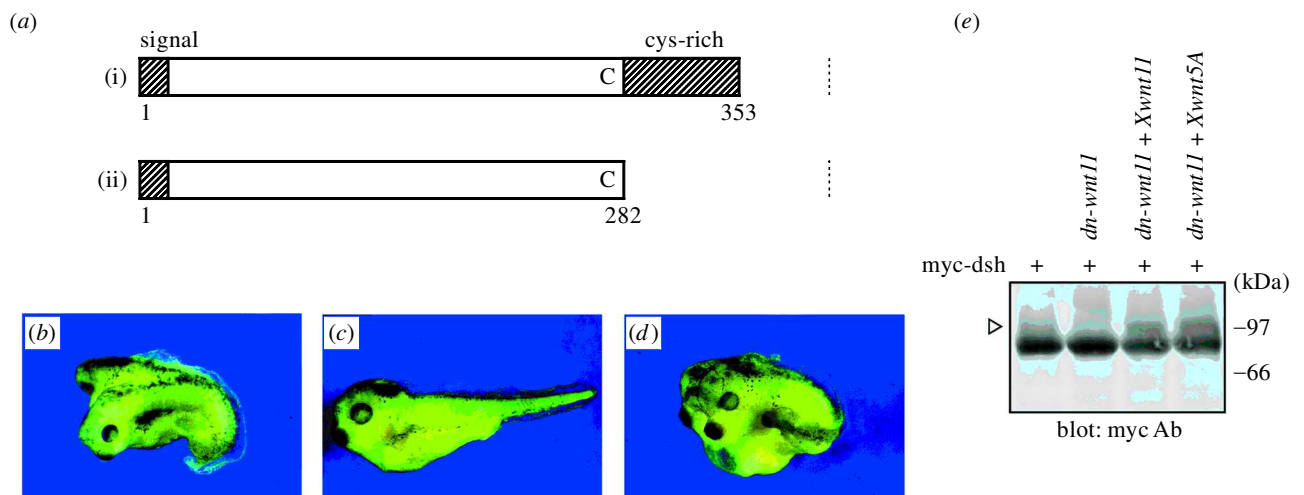 (a)
signal cys-rich
(i) C
1 353
(ii) C
1 282
(b) (c) (d)
(e)
dn-wnt11
dn-wnt11 + Xwnt11
dn-wnt11 + Xwnt5A
myc-dsh + + + +
(kDa)
–97
–66
blot: myc Ab